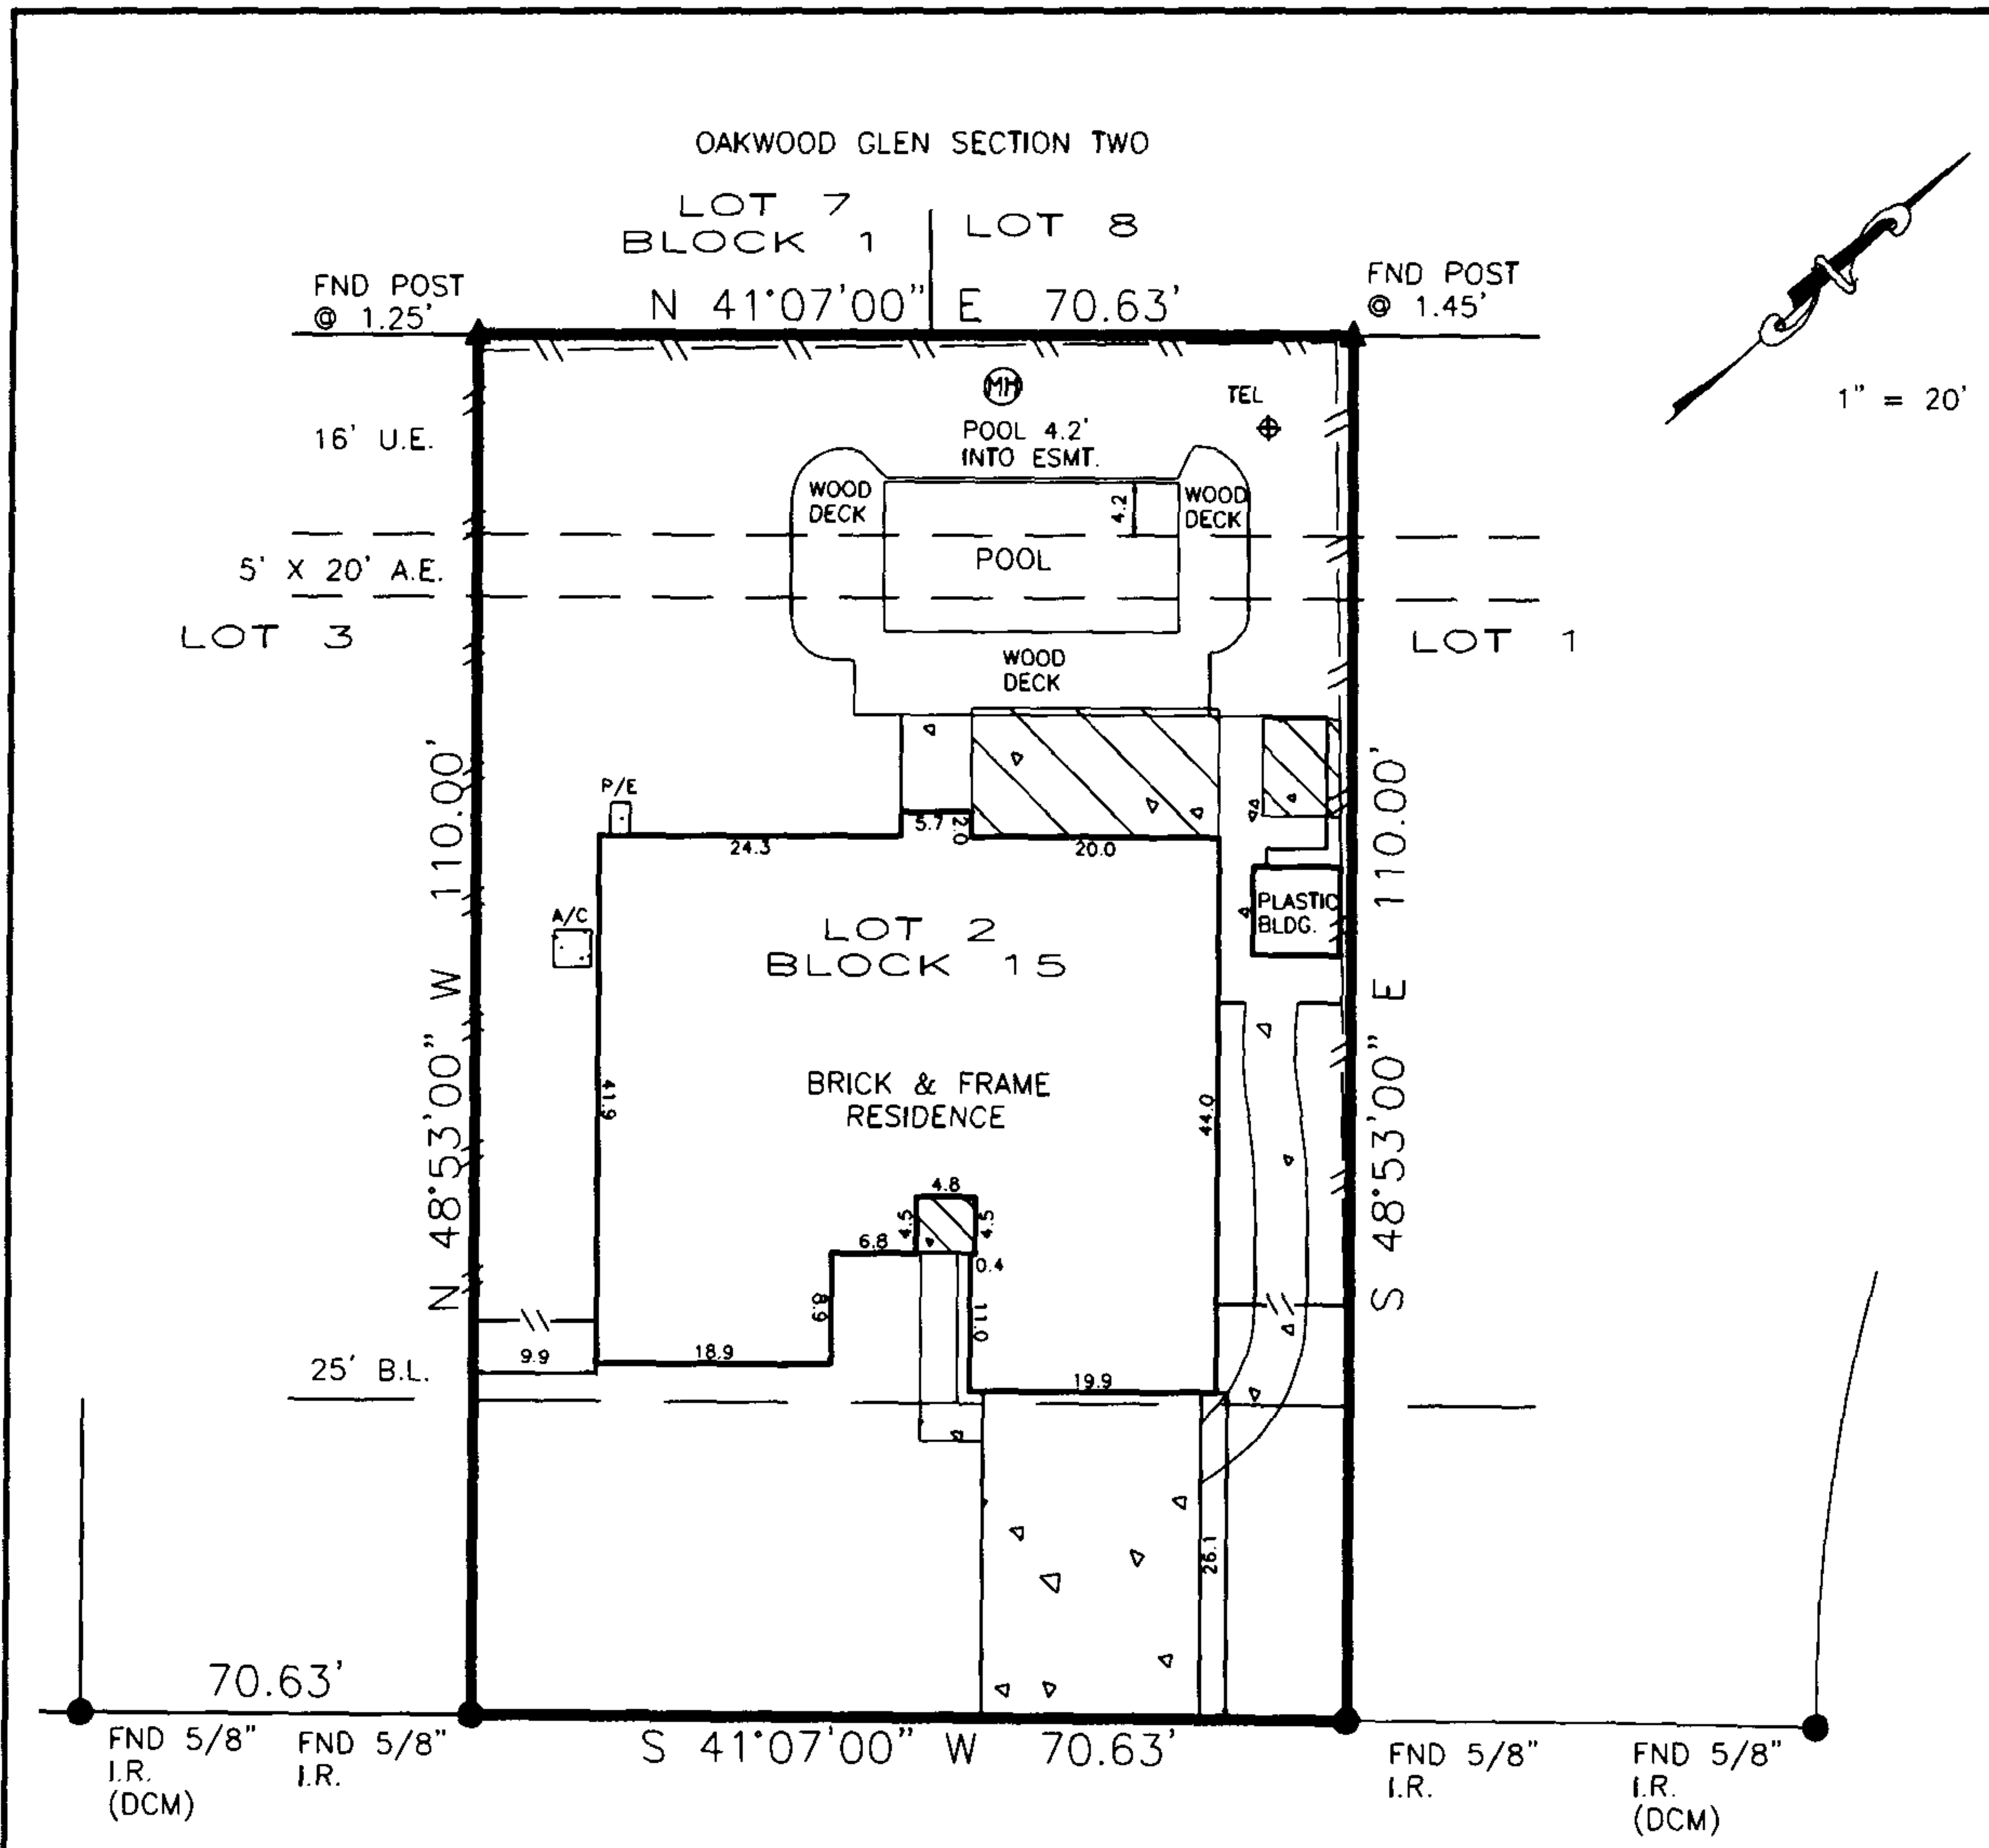 OAKWOOD GLEN SECTION TWO
LOT 7
BLOCK 1
LOT 8
FND POST
@ 1.25'
N 41°07'00" E 70.63'
FND POST
@ 1.45'
1" = 20'
MH
TEL
16' U.E.
POOL 4.2'
INTO ESMT.
WOOD
DECK
4.2
WOOD
DECK
5' X 20' A.E.
POOL
LOT 3
LOT 1
WOOD
DECK
P/E
24.3
5.7
2.0
20.0
N 48°53'00" W 110.00'
S 48°53'00" E 110.00'
A/C
LOT 2
BLOCK 15
PLASTIC
BLDG.
41.9
BRICK & FRAME
RESIDENCE
44.0
4.8
4.5
4.5
6.8
0.4
8.9
11.0
9.9
18.9
19.9
25' B.L.
26.1
70.63'
FND 5/8"
I.R.
(DCM)
FND 5/8"
I.R.
S 41°07'00" W 70.63'
FND 5/8"
I.R.
FND 5/8"
I.R.
(DCM)